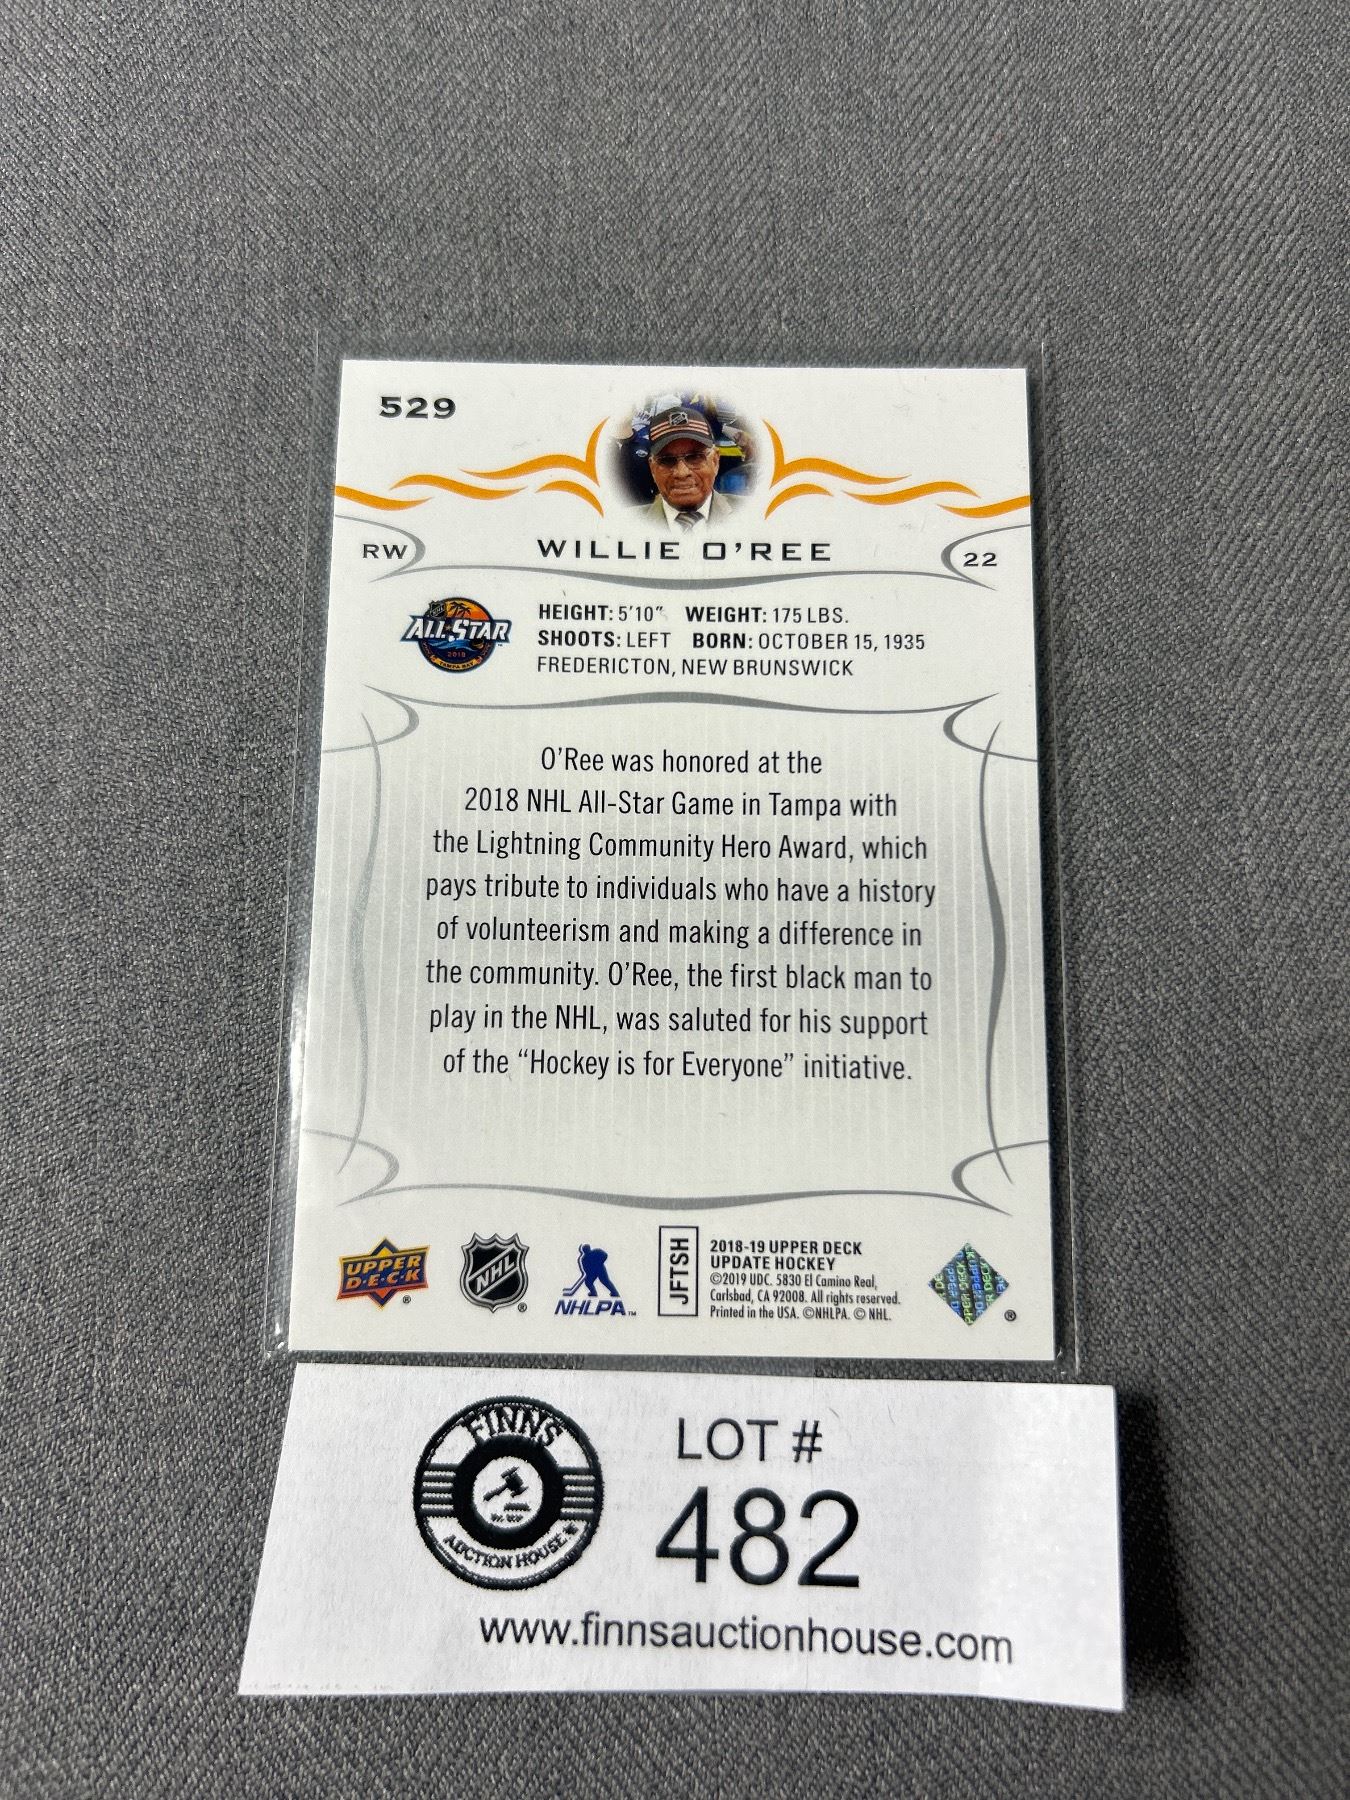 529
RW
WILLIE O'REE
22
ALL STAR
2018
TAMPA BAY
HEIGHT: 5'10" WEIGHT: 175 LBS.
SHOOTS: LEFT BORN: OCTOBER 15, 1935
FREDERICTON, NEW BRUNSWICK
O'Ree was honored at the
2018 NHL All-Star Game in Tampa with
the Lightning Community Hero Award, which
pays tribute to individuals who have a history
of volunteerism and making a difference in
the community. O'Ree, the first black man to
play in the NHL, was saluted for his support
of the “Hockey is for Everyone” initiative.
UPPER
D·E·C·K
®
NHL
®
NHLPA™
JFTSH
2018-19 UPPER DECK
UPDATE HOCKEY
©2019 UDC. 5830 El Camino Real,
Carlsbad, CA 92008. All rights reserved.
Printed in the USA. ©NHLPA. © NHL.
UPPER DECK
®
FINNS
AUCTION HOUSE
LOT #
482
www.finnsauctionhouse.com